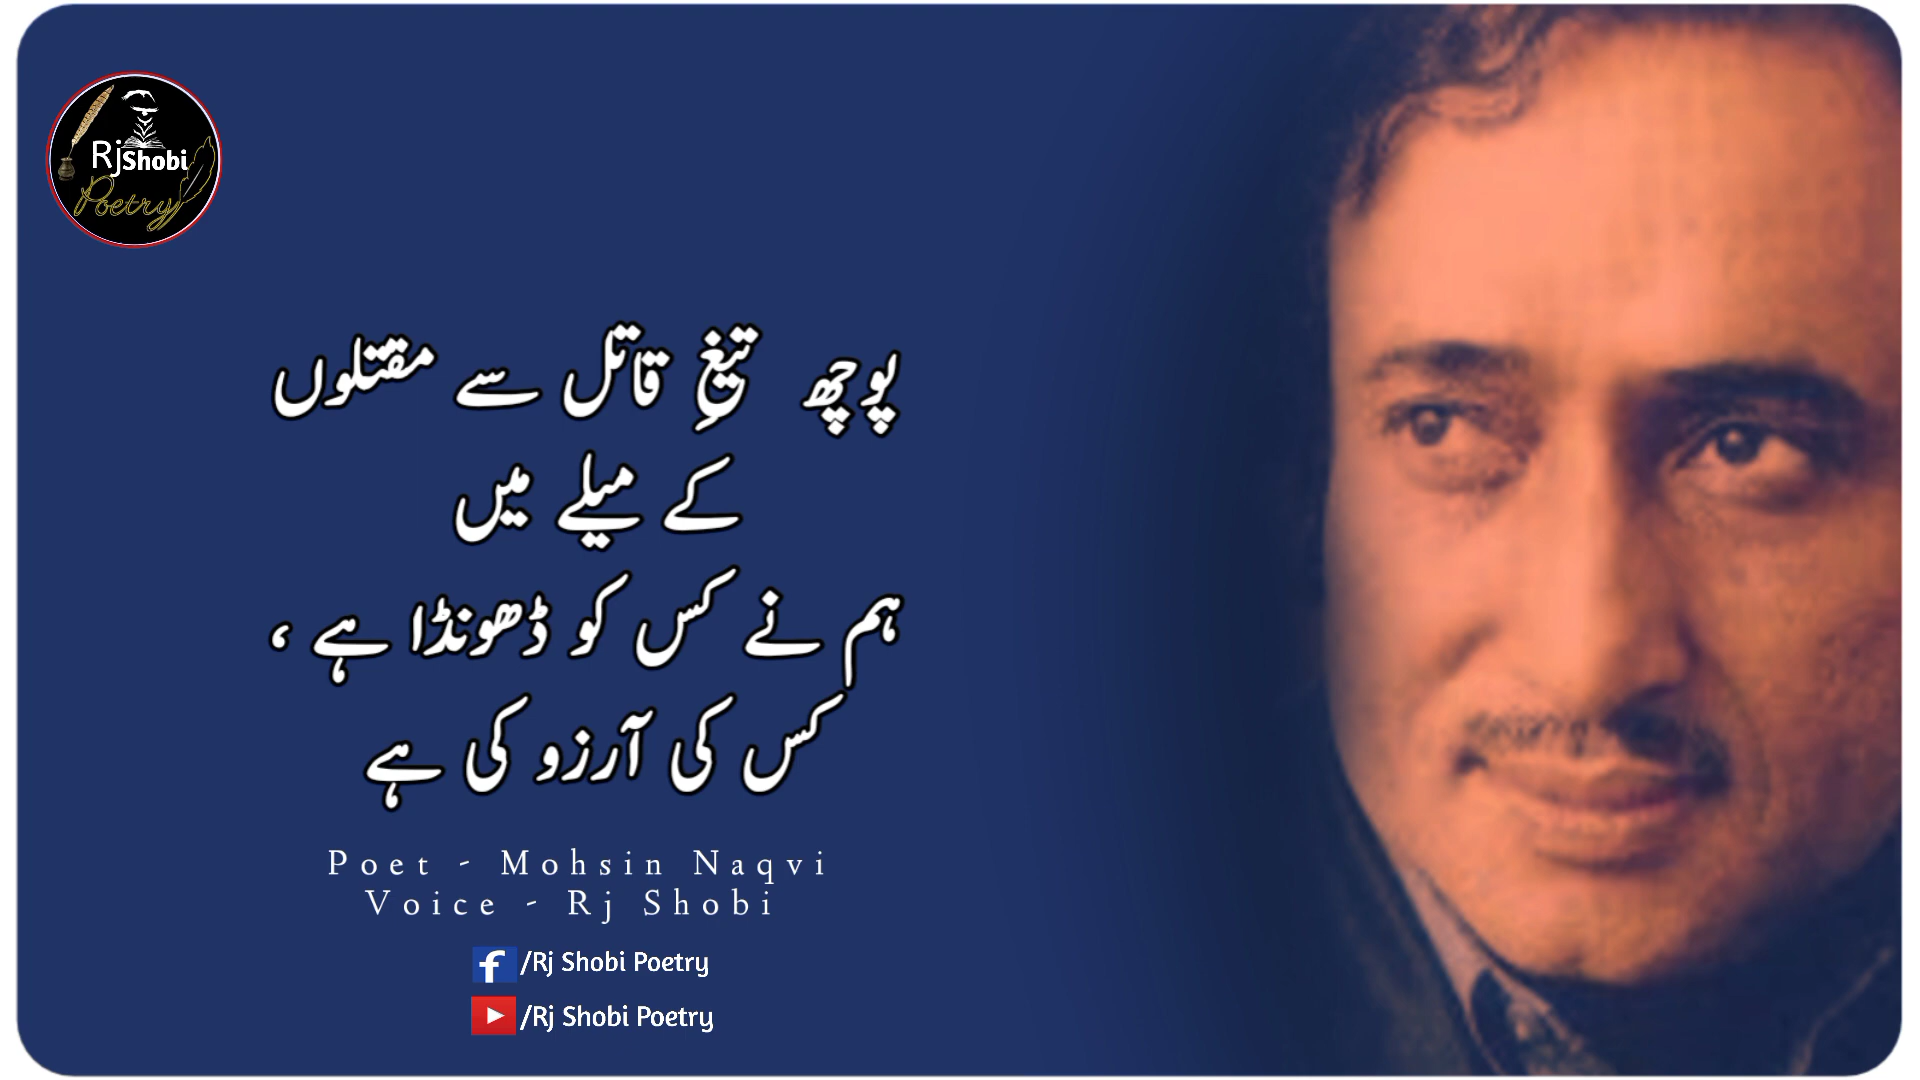 Rj Shobi
Poetry
پوچھ تیغِ قاتل سے مقتلوں
کے میلے میں
ہم نے کس کو ڈھونڈا ہے ،
کس کی آرزو کی ہے
Poet - Mohsin Naqvi
Voice - Rj Shobi
/Rj Shobi Poetry
/Rj Shobi Poetry